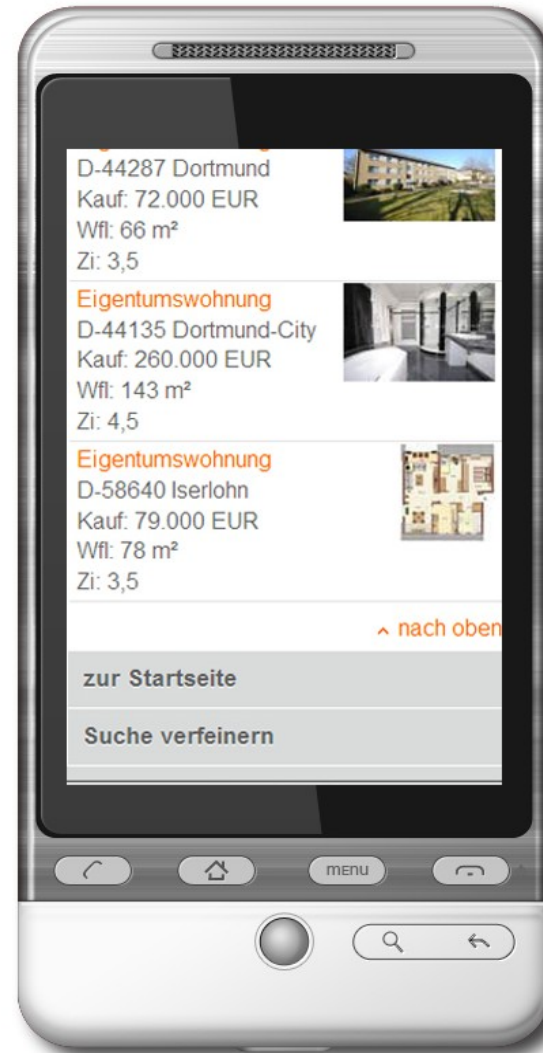 D-44287 Dortmund
Kauf: 72.000 EUR
Wfl: 66 m²
Zi: 3,5
Eigentumswohnung
D-44135 Dortmund-City
Kauf: 260.000 EUR
Wfl: 143 m²
Zi: 4,5
Eigentumswohnung
D-58640 Iserlohn
Kauf: 79.000 EUR
Wfl: 78 m²
Zi: 3,5
^ nach oben
zur Startseite
Suche verfeinern
MENU